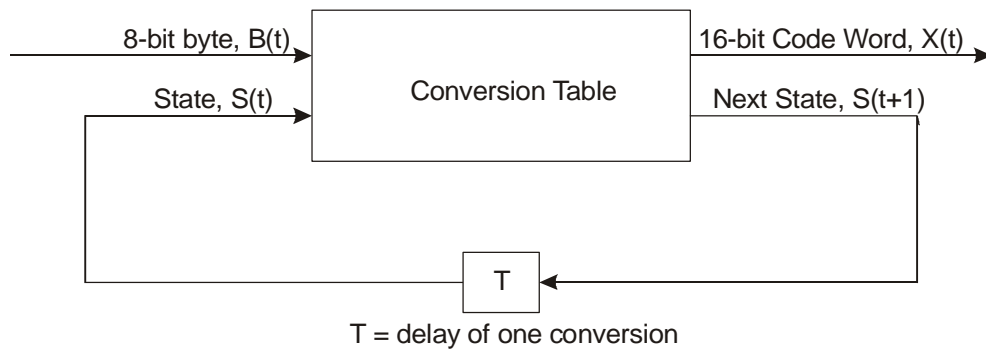 8-bit byte, B(t)
16-bit Code Word, X(t)
Conversion Table
State, S(t)
Next State, S(t+1)
T
T = delay of one conversion